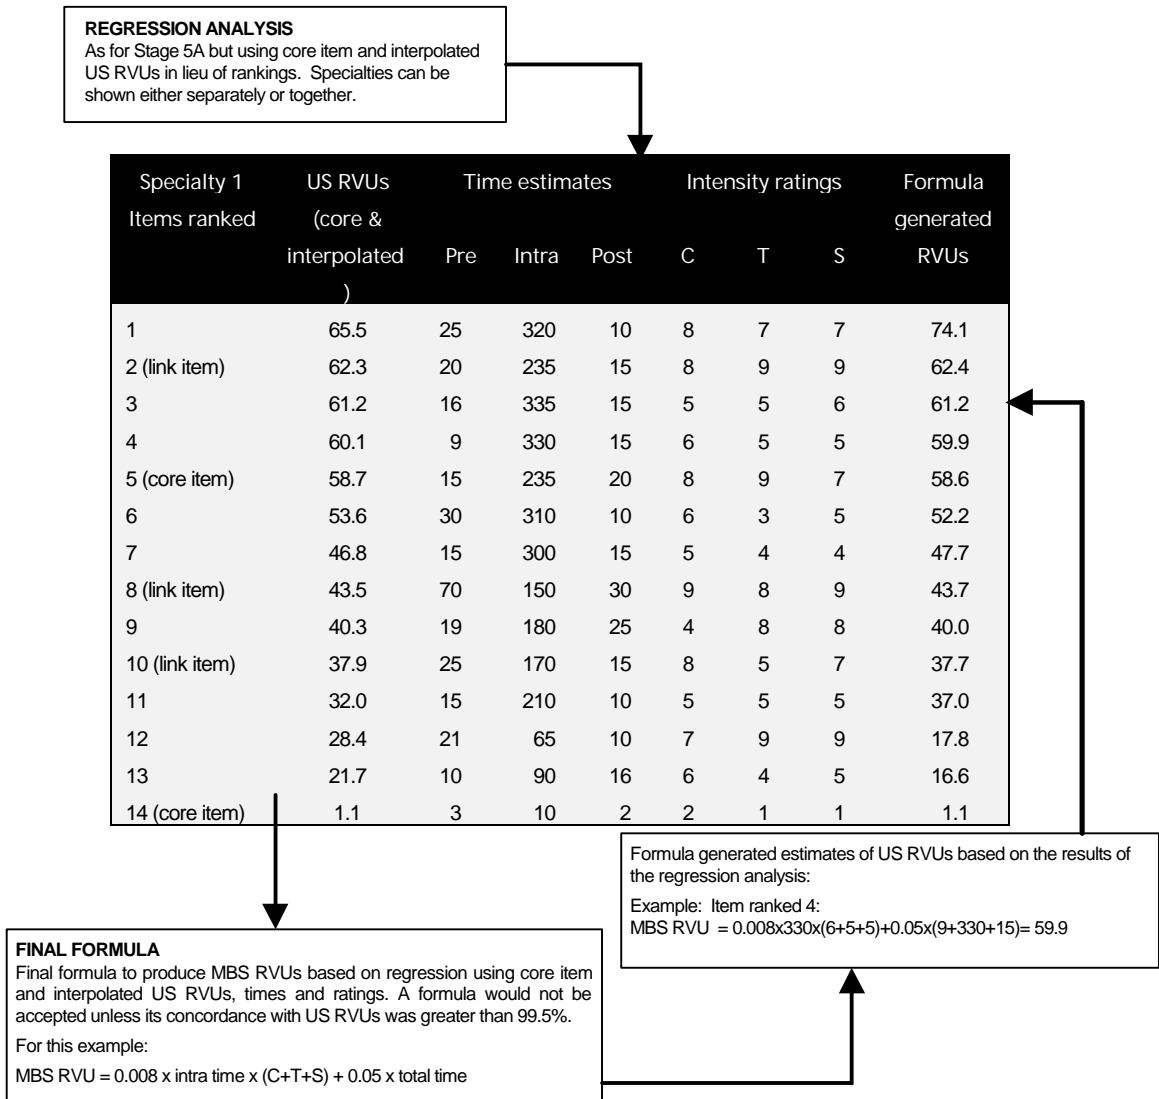 REGRESSION ANALYSIS
As for Stage 5A but using core item and interpolated
US RVUs in lieu of rankings. Specialties can be
shown either separately or together.
Specialty 1 US RVUs Time estimates Intensity ratings Formula
Items ranked (core & generated
interpolated Pre Intra Post C T S RVUs
)
1 65.5 25 320 10 8 7 7 74.1
2 (link item) 62.3 20 235 15 8 9 9 62.4
3 61.2 16 335 15 5 5 6 61.2
4 60.1 9 330 15 6 5 5 59.9
5 (core item) 58.7 15 235 20 8 9 7 58.6
6 53.6 30 310 10 6 3 5 52.2
7 46.8 15 300 15 5 4 4 47.7
8 (link item) 43.5 70 150 30 9 8 9 43.7
9 40.3 19 180 25 4 8 8 40.0
10 (link item) 37.9 25 170 15 8 5 7 37.7
11 32.0 15 210 10 5 5 5 37.0
12 28.4 21 65 10 7 9 9 17.8
13 21.7 10 90 16 6 4 5 16.6
14 (core item) 1.1 3 10 2 2 1 1 1.1
Formula generated estimates of US RVUs based on the results of
the regression analysis:
Example: Item ranked 4:
MBS RVU = 0.008x330x(6+5+5)+0.05x(9+330+15)= 59.9
FINAL FORMULA
Final formula to produce MBS RVUs based on regression using core item
and interpolated US RVUs, times and ratings. A formula would not be
accepted unless its concordance with US RVUs was greater than 99.5%.
For this example:
MBS RVU = 0.008 x intra time x (C+T+S) + 0.05 x total time